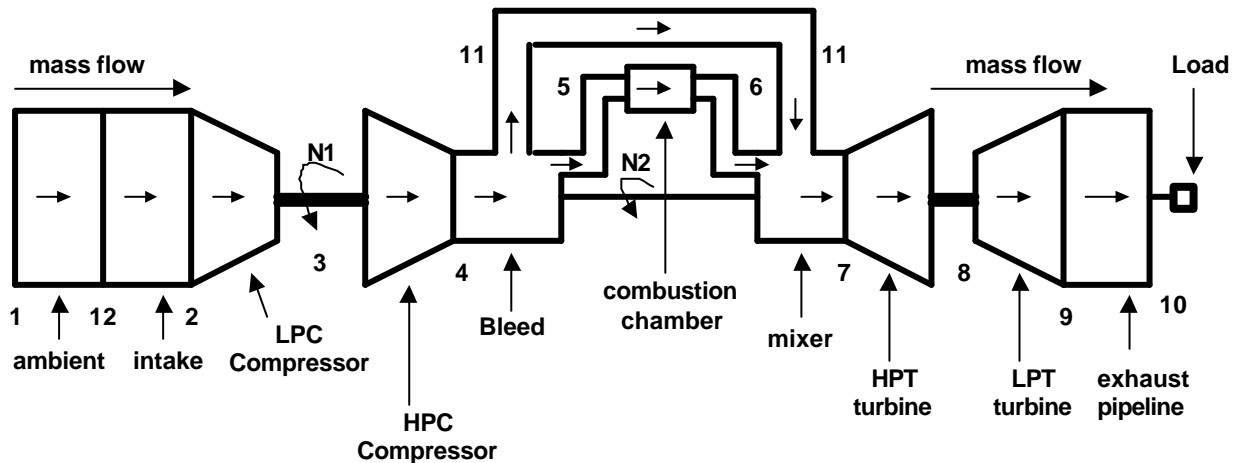 11
11
mass flow
mass flow
Load
5
6
N1
N2
3
4
7
8
1
12
2
9
10
ambient
intake
LPC
Compressor
Bleed
combustion
chamber
mixer
HPT
turbine
LPT
turbine
exhaust
pipeline
HPC
Compressor